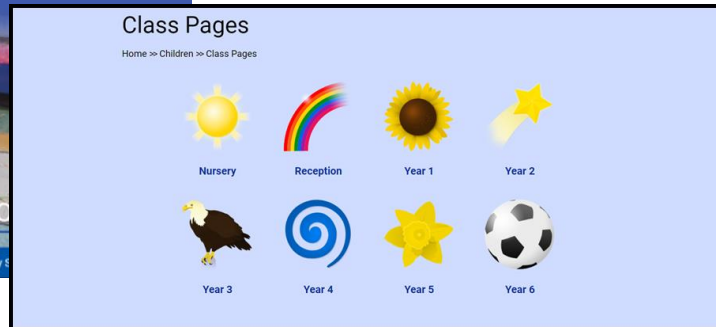 Class Pages
Home >> Children >> Class Pages
Nursery Reception Year 1 Year 2
Year 3 Year 4 Year 5 Year 6